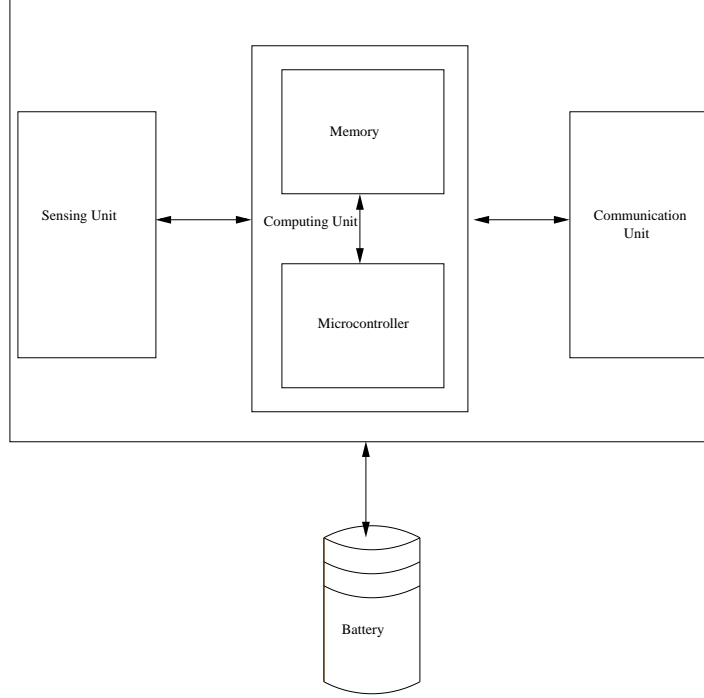 Memory
Sensing Unit
Computing Unit
Communication
Unit
Microcontroller
Battery